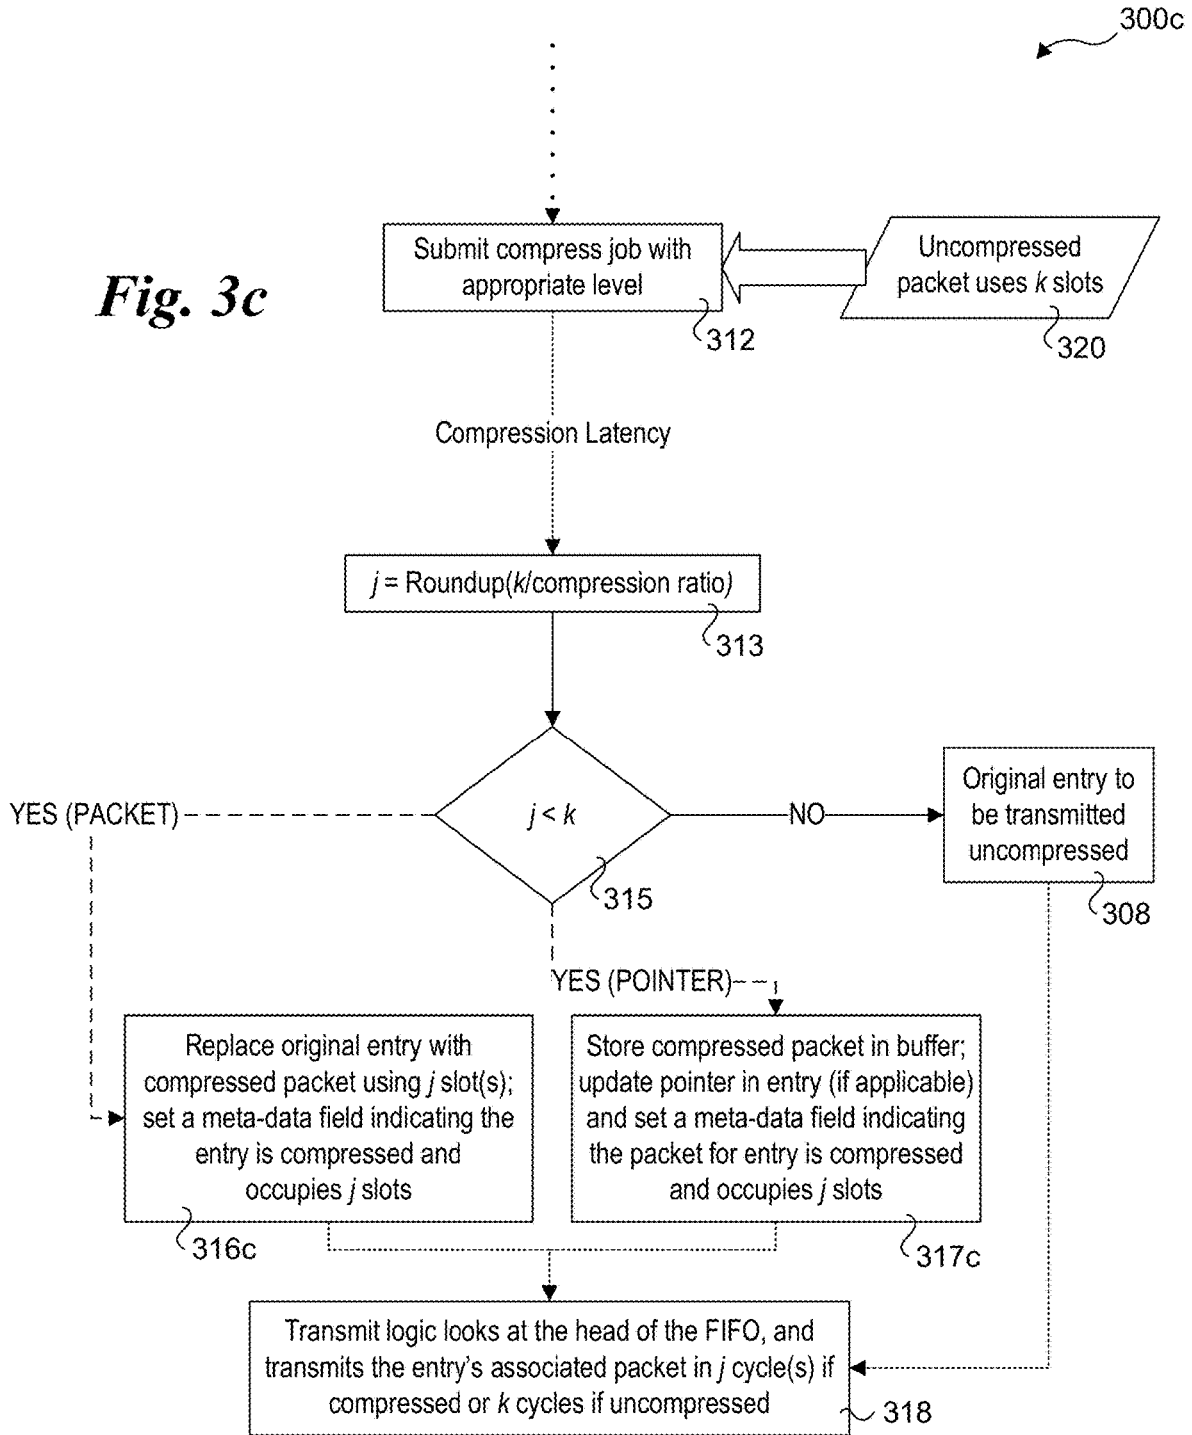 300c
Submit compress job with
appropriate level
312
Uncompressed
packet uses k slots
320
Fig. 3c
Compression Latency
j = Roundup(k/compression ratio)
313
j < k
315
YES (PACKET)
NO
Original entry to
be transmitted
uncompressed
308
YES (POINTER)
Replace original entry with
compressed packet using j slot(s);
set a meta-data field indicating the
entry is compressed and
occupies j slots
316c
Store compressed packet in buffer;
update pointer in entry (if applicable)
and set a meta-data field indicating
the packet for entry is compressed
and occupies j slots
317c
Transmit logic looks at the head of the FIFO, and
transmits the entry's associated packet in j cycle(s) if
compressed or k cycles if uncompressed
318